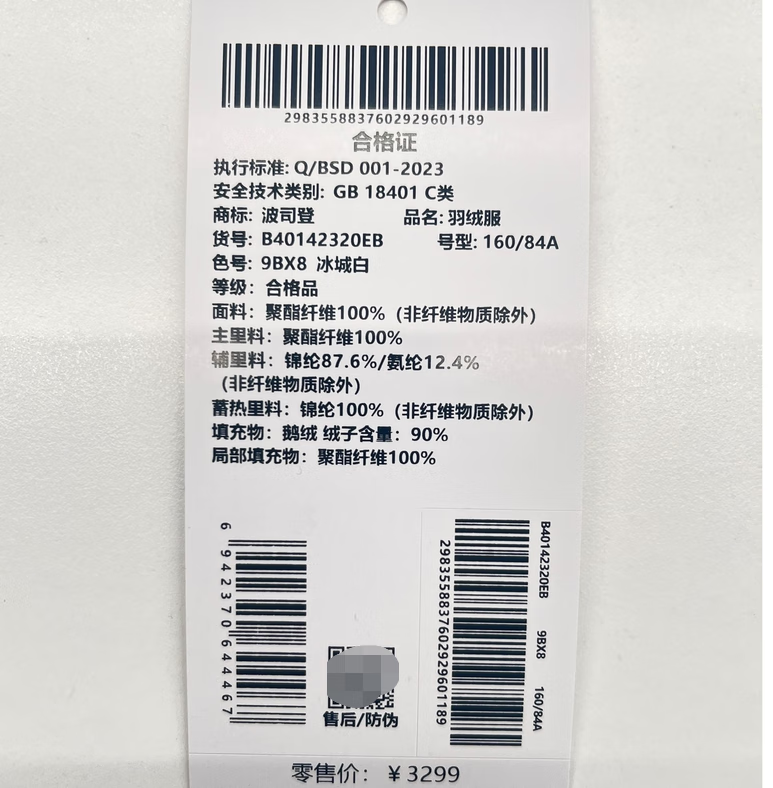 2983558837602929601189
合格证
执行标准: Q/BSD 001-2023
安全技术类别: GB 18401 C类
商标: 波司登 品名: 羽绒服
货号: B40142320EB 号型: 160/84A
色号: 9BX8 冰城白
等级: 合格品
面料: 聚酯纤维100%（非纤维物质除外）
主里料: 聚酯纤维100%
辅里料: 锦纶87.6%/氨纶12.4%
（非纤维物质除外）
蓄热里料: 锦纶100%（非纤维物质除外）
填充物: 鹅绒 绒子含量: 90%
局部填充物: 聚酯纤维100%
6942370644467
售后/防伪
2983558837602929601189
B40142320EB 9BX8 160/84A
零售价: ¥3299